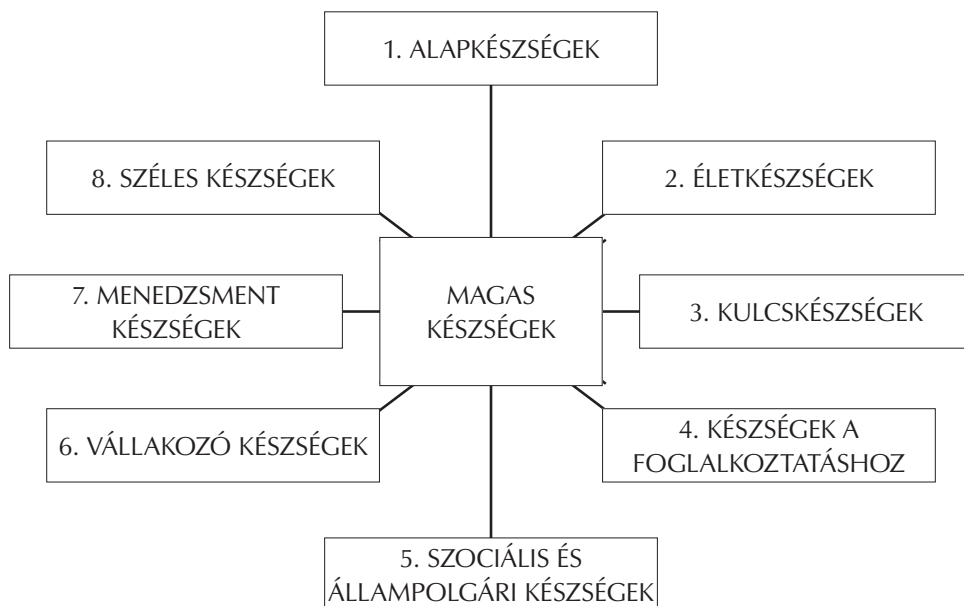 1. ALAPKÉSZSÉGEK
8. SZÉLES KÉSZSÉGEK
2. ÉLETKÉSZSÉGEK
7. MENEDZSMENT
KÉSZSÉGEK
MAGAS
KÉSZSÉGEK
3. KULCSKÉSZSÉGEK
6. VÁLLAKOZÓ KÉSZSÉGEK
4. KÉSZSÉGEK A
FOGLALKOZTATÁSHOZ
5. SZOCIÁLIS ÉS
ÁLLAMPOLGÁRI KÉSZSÉGEK